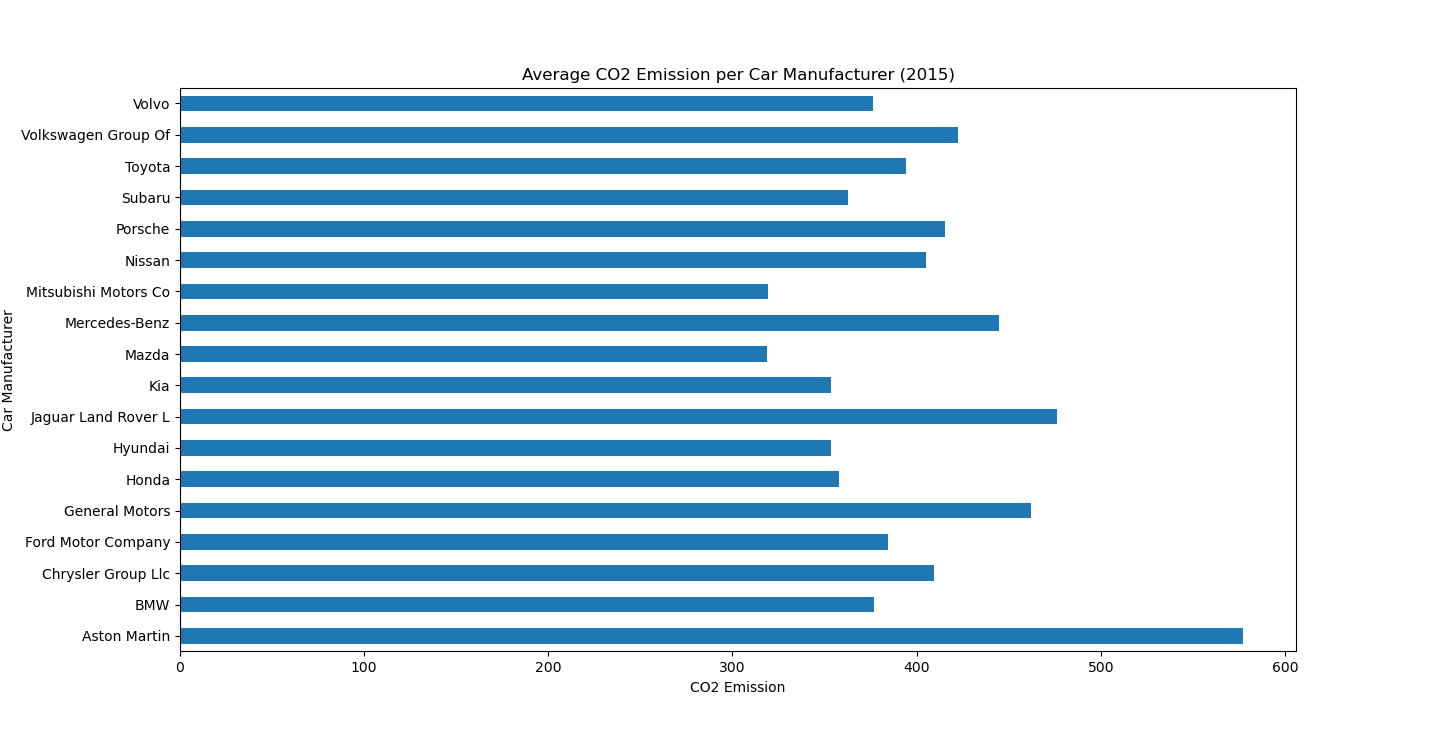 Average CO2 Emission per Car Manufacturer (2015)
Car Manufacturer
Volvo
Volkswagen Group Of
Toyota
Subaru
Porsche
Nissan
Mitsubishi Motors Co
Mercedes-Benz
Mazda
Kia
Jaguar Land Rover L
Hyundai
Honda
General Motors
Ford Motor Company
Chrysler Group Llc
BMW
Aston Martin
0 100 200 300 400 500 600
CO2 Emission